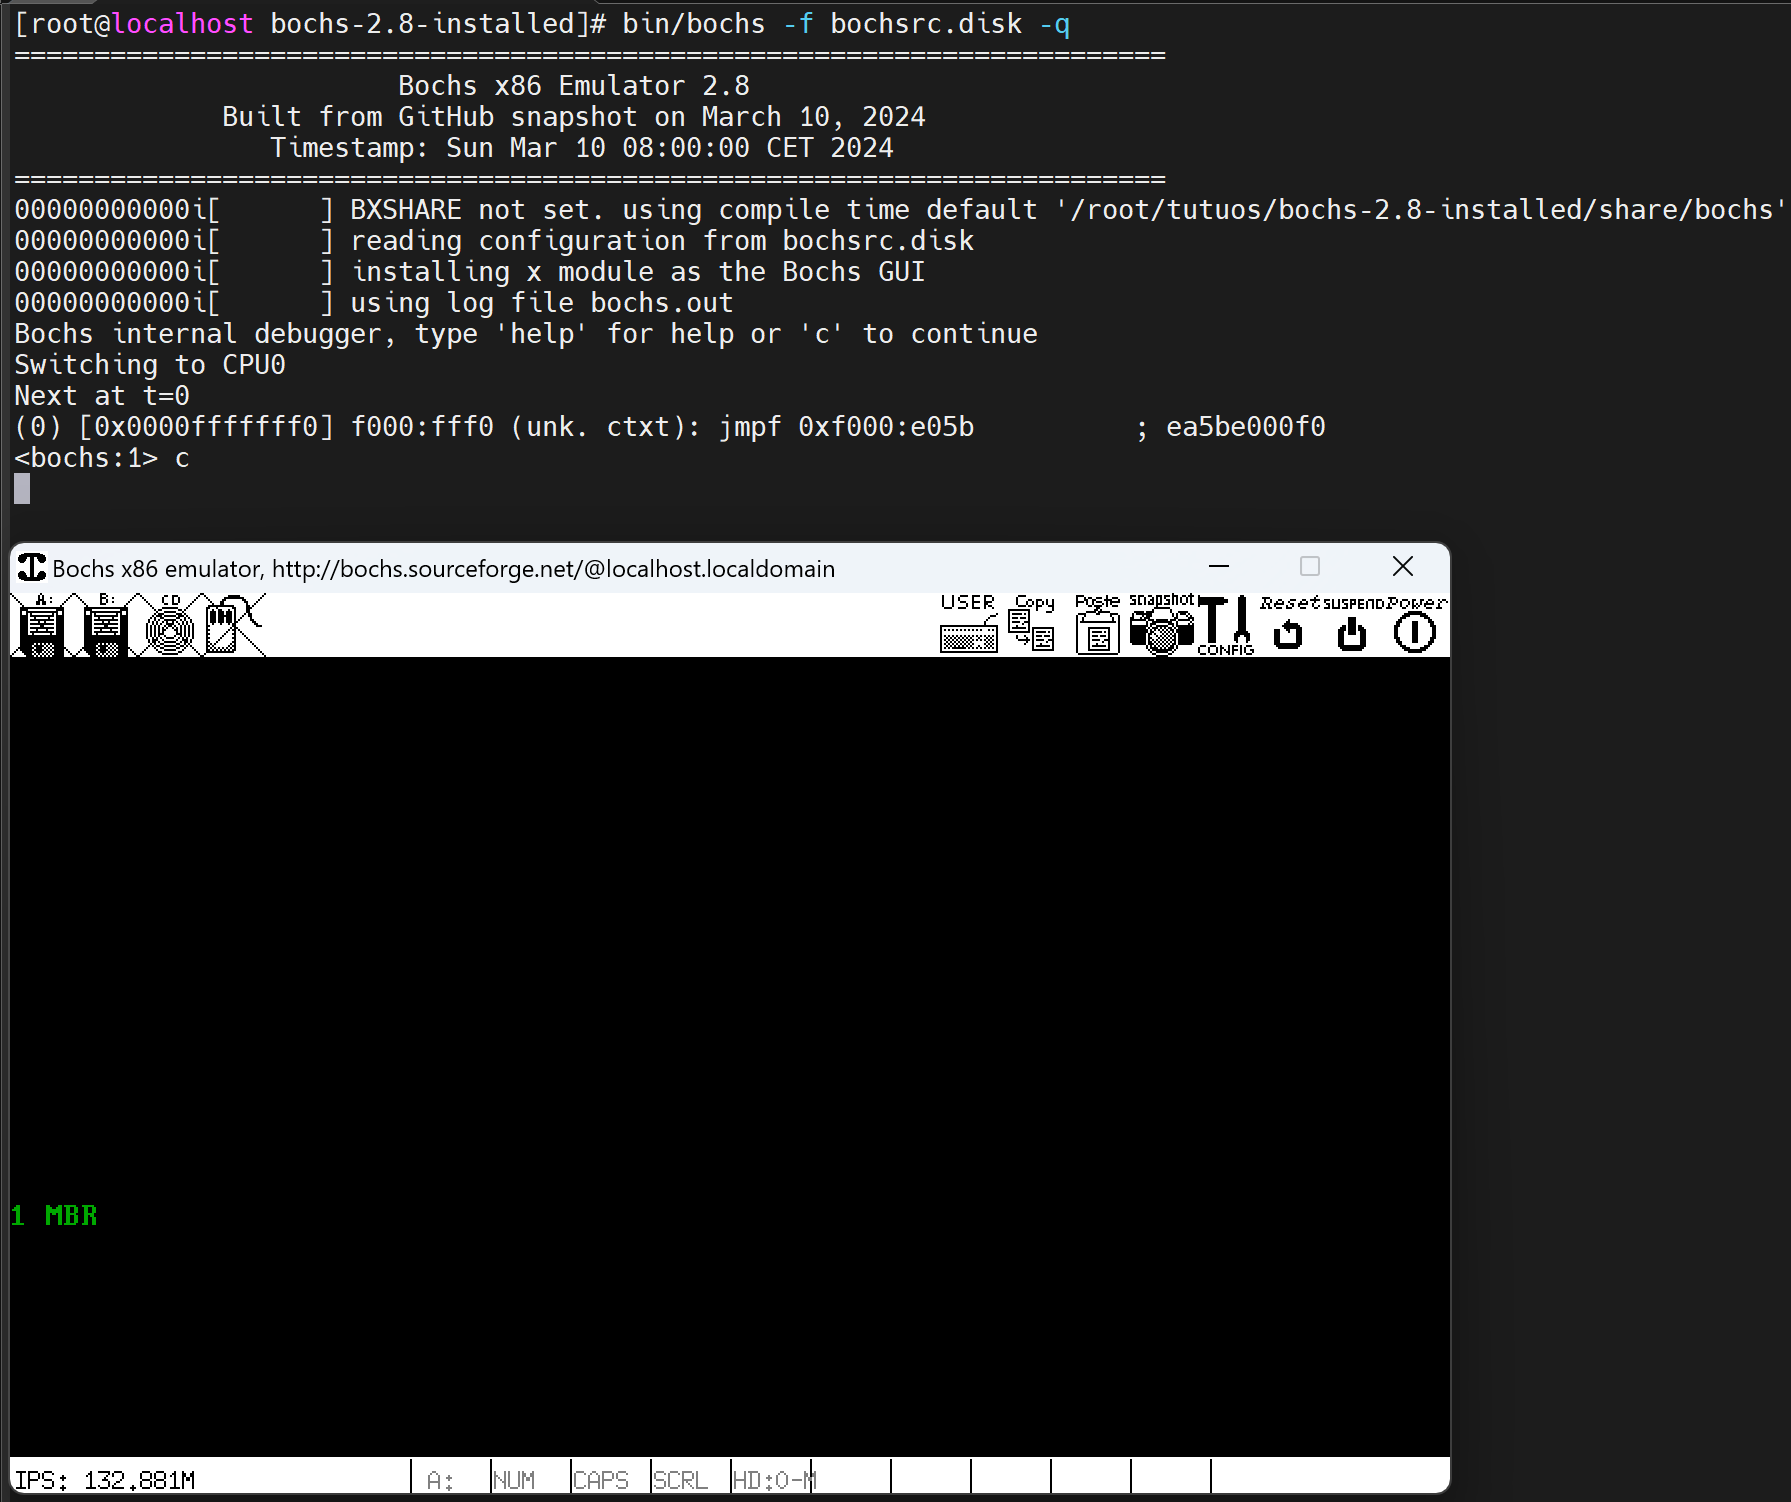 [root@localhost bochs-2.8-installed]# bin/bochs -f bochsrc.disk -q
========================================================================
                        Bochs x86 Emulator 2.8
             Built from GitHub snapshot on March 10, 2024
                Timestamp: Sun Mar 10 08:00:00 CET 2024
========================================================================
00000000000i[      ] BXSHARE not set. using compile time default '/root/tutuos/bochs-2.8-installed/share/bochs'
00000000000i[      ] reading configuration from bochsrc.disk
00000000000i[      ] installing x module as the Bochs GUI
00000000000i[      ] using log file bochs.out
Bochs internal debugger, type 'help' for help or 'c' to continue
Switching to CPU0
Next at t=0
(0) [0x0000fffffff0] f000:fff0 (unk. ctxt): jmpf 0xf000:e05b          ; ea5be000f0
<bochs:1> c
Bochs x86 emulator, http://bochs.sourceforge.net/@localhost.localdomain
A: B: CD USER Copy Paste snapshot CONFIG Reset SUSPEND Power
1 MBR
IPS: 132.881M A: NUM CAPS SCRL HD:0-M